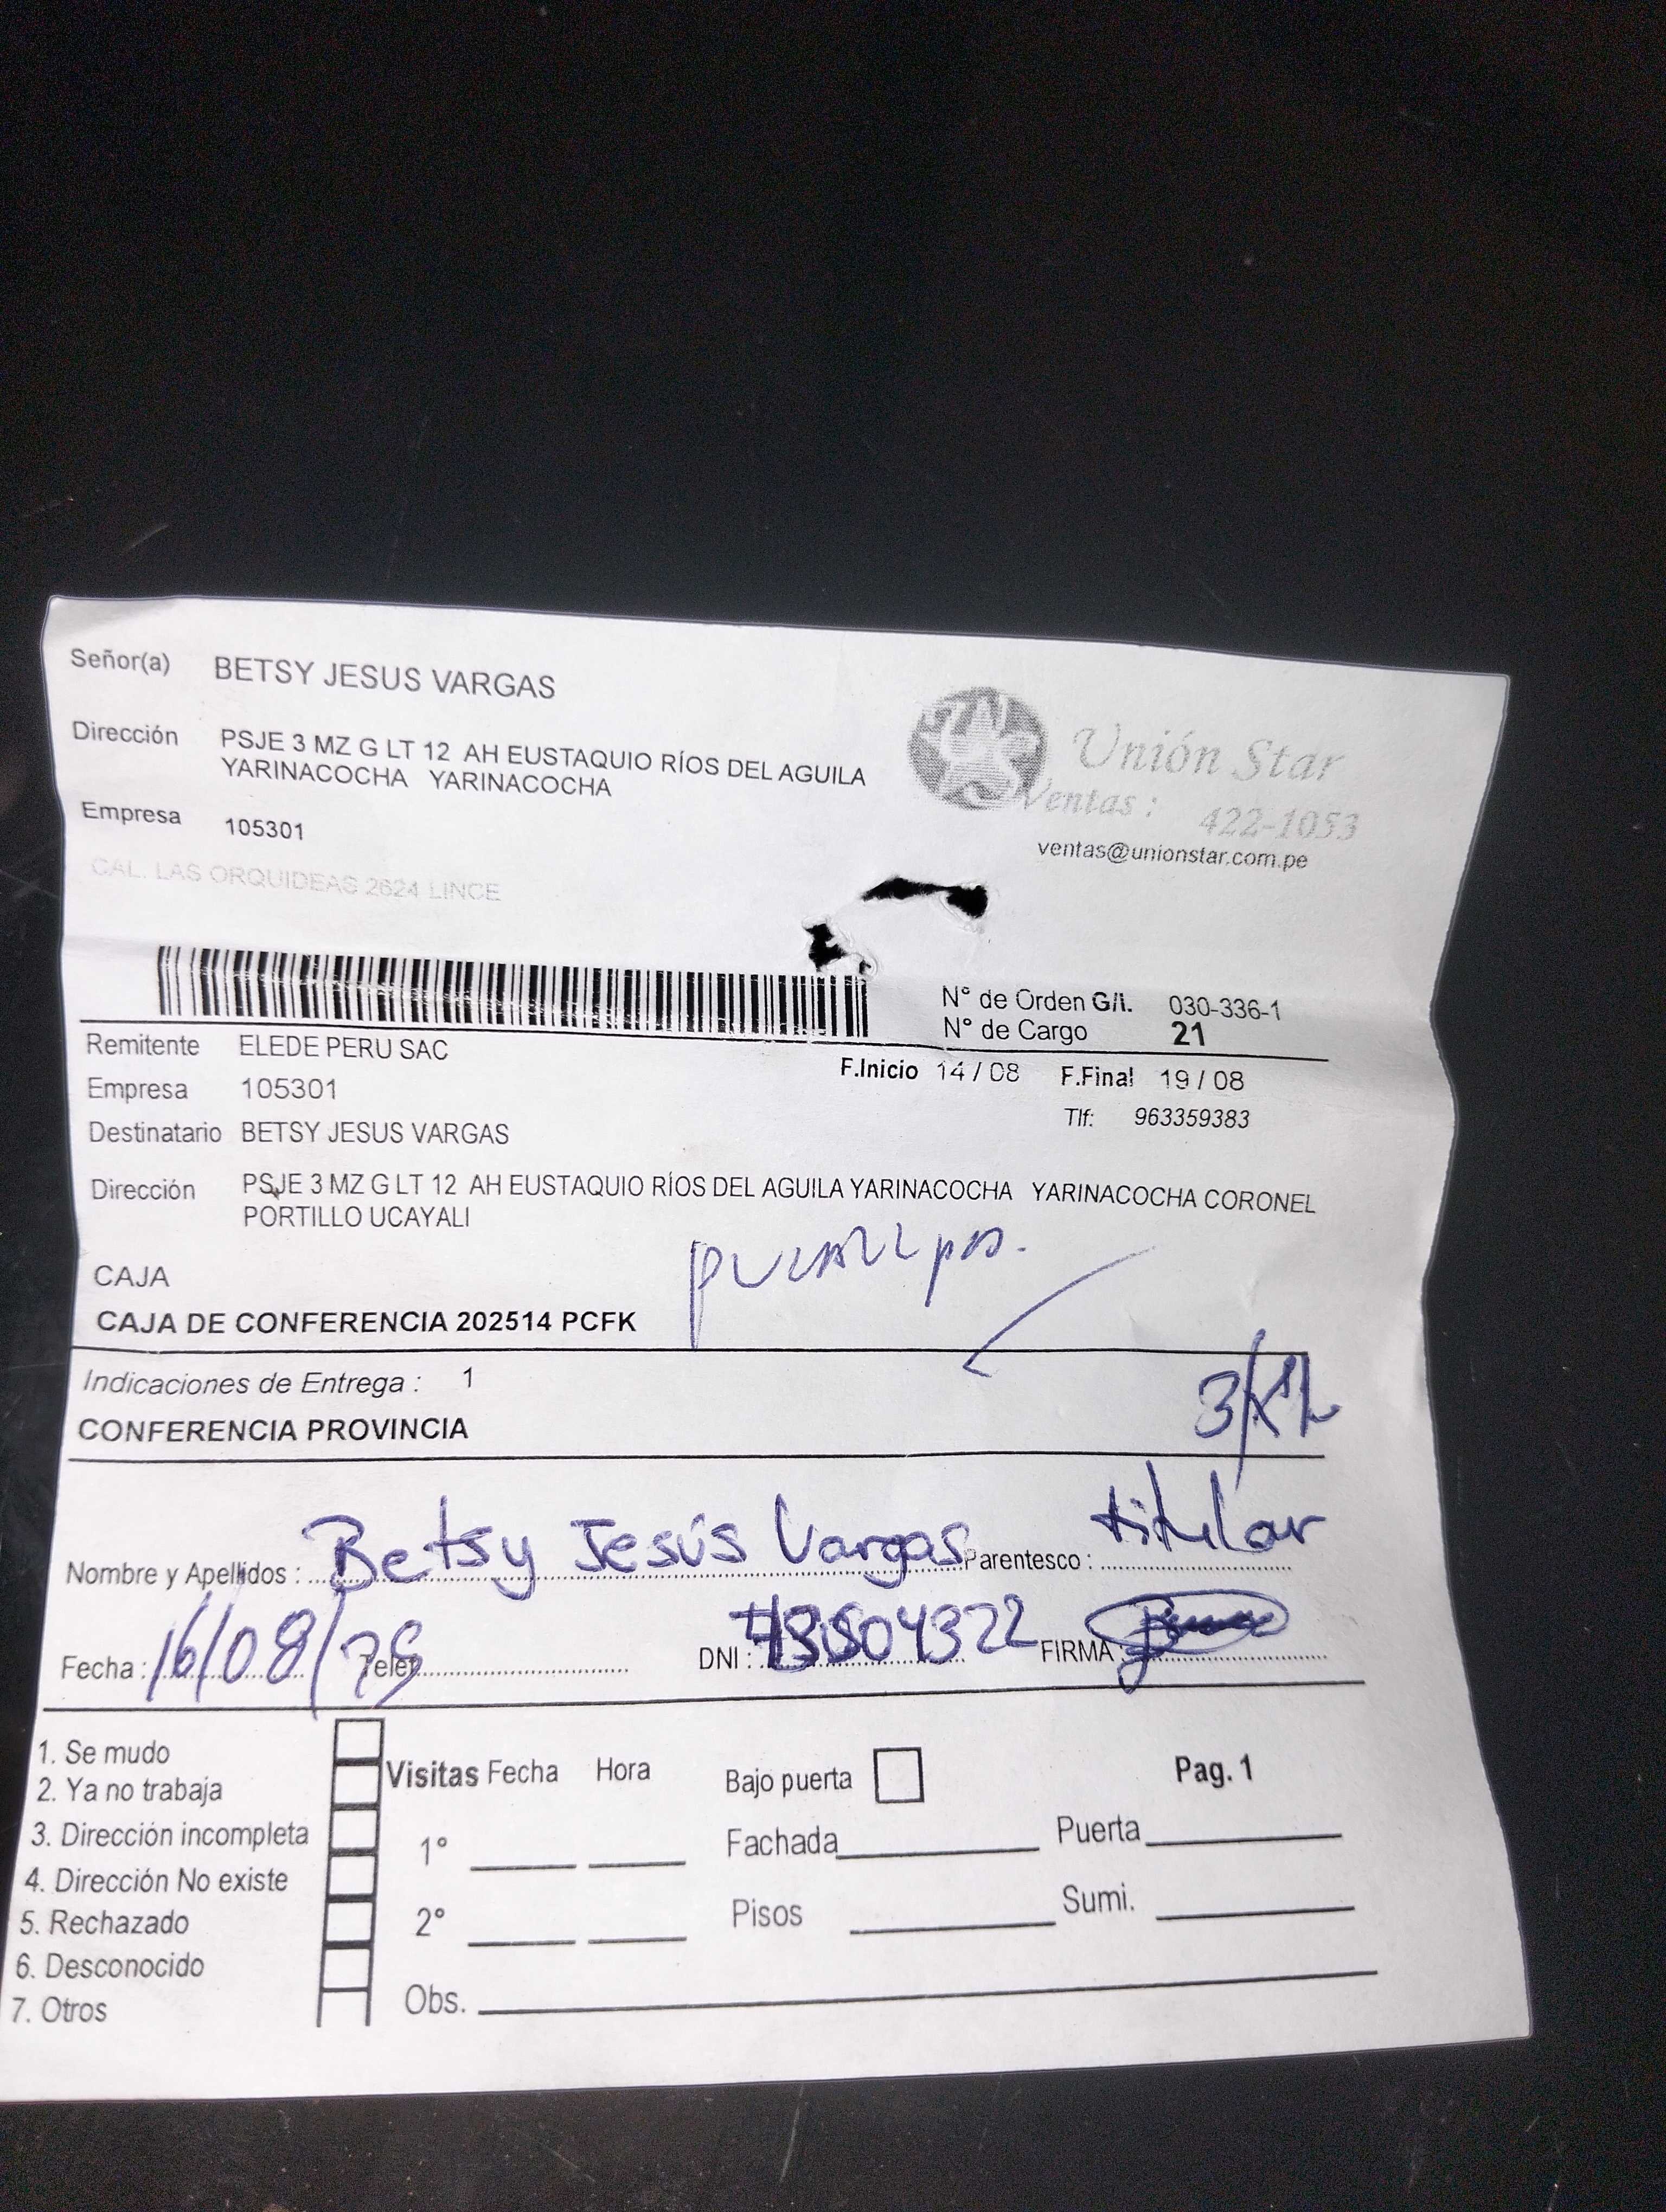 Señor(a) BETSY JESUS VARGAS
Dirección PSJE 3 MZ G LT 12 AH EUSTAQUIO RÍOS DEL AGUILA
YARINACOCHA YARINACOCHA
Empresa 105301
CAL. LAS ORQUIDEAS 2624 LINCE
Unión Star
Ventas : 422-1053
ventas@unionstar.com.pe
N° de Orden G/I. 030-336-1
N° de Cargo 21
Remitente ELEDE PERU SAC
F.Inicio 14 / 08 F.Final 19 / 08
Empresa 105301
Tlf: 963359383
Destinatario BETSY JESUS VARGAS
Dirección PSJE 3 MZ G LT 12 AH EUSTAQUIO RÍOS DEL AGUILA YARINACOCHA YARINACOCHA CORONEL
PORTILLO UCAYALI
CAJA
CAJA DE CONFERENCIA 202514 PCFK
Indicaciones de Entrega : 1
CONFERENCIA PROVINCIA
Nombre y Apellidos : Betsy Jesús Vargas Parentesco : titular
Fecha : 16/08/ Telef. DNI : FIRMA
1. Se mudo
2. Ya no trabaja
3. Dirección incompleta
4. Dirección No existe
5. Rechazado
6. Desconocido
7. Otros
Visitas Fecha Hora
1°
2°
Obs.
Bajo puerta
Pag. 1
Fachada Puerta
Pisos Sumi.